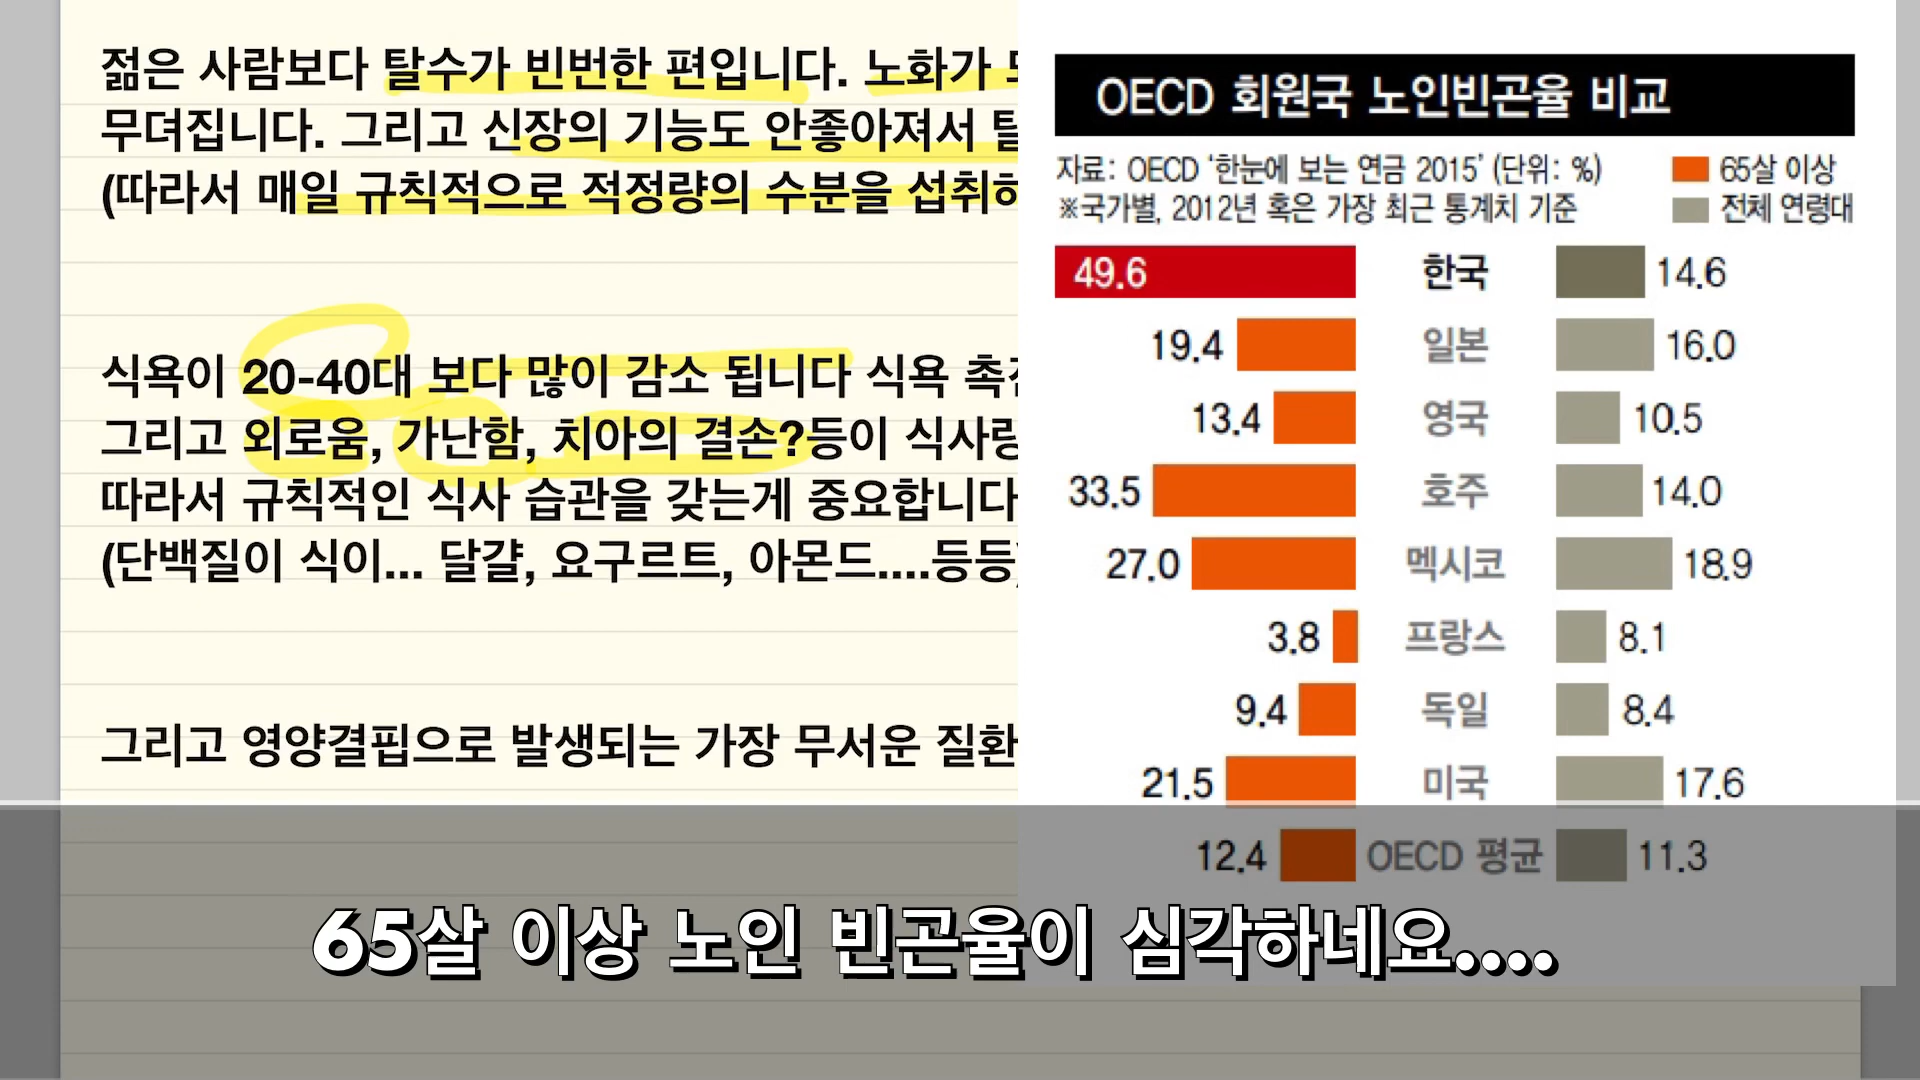 젊은 사람보다 탈수가 빈번한 편입니다. 노화가
무뎌집니다. 그리고 신장의 기능도 안좋아져서
(따라서 매일 규칙적으로 적정량의 수분을
식욕이 20-40대 보다 많이 감소 됩니다 식욕
그리고 외로움, 가난함, 치아의 결손?등이
따라서 규칙적인 식사 습관을 갖는게 중요합니다
(단백질이 식이... 달걀, 요구르트, 아몬드....등등)
그리고 영양결핍으로 발생되는 가장 무서운 질환
OECD 회원국 노인빈곤율 비교
자료: OECD ‘한눈에 보는 연금 2015’ (단위: %)
※국가별, 2012년 혹은 가장 최근 통계치 기준
65살 이상
전체 연령대
49.6 한국 14.6
19.4 일본 16.0
13.4 영국 10.5
33.5 호주 14.0
27.0 멕시코 18.9
3.8 프랑스 8.1
9.4 독일 8.4
21.5 미국 17.6
12.4 OECD 평균 11.3
65살 이상 노인 빈곤율이 심각하네요....